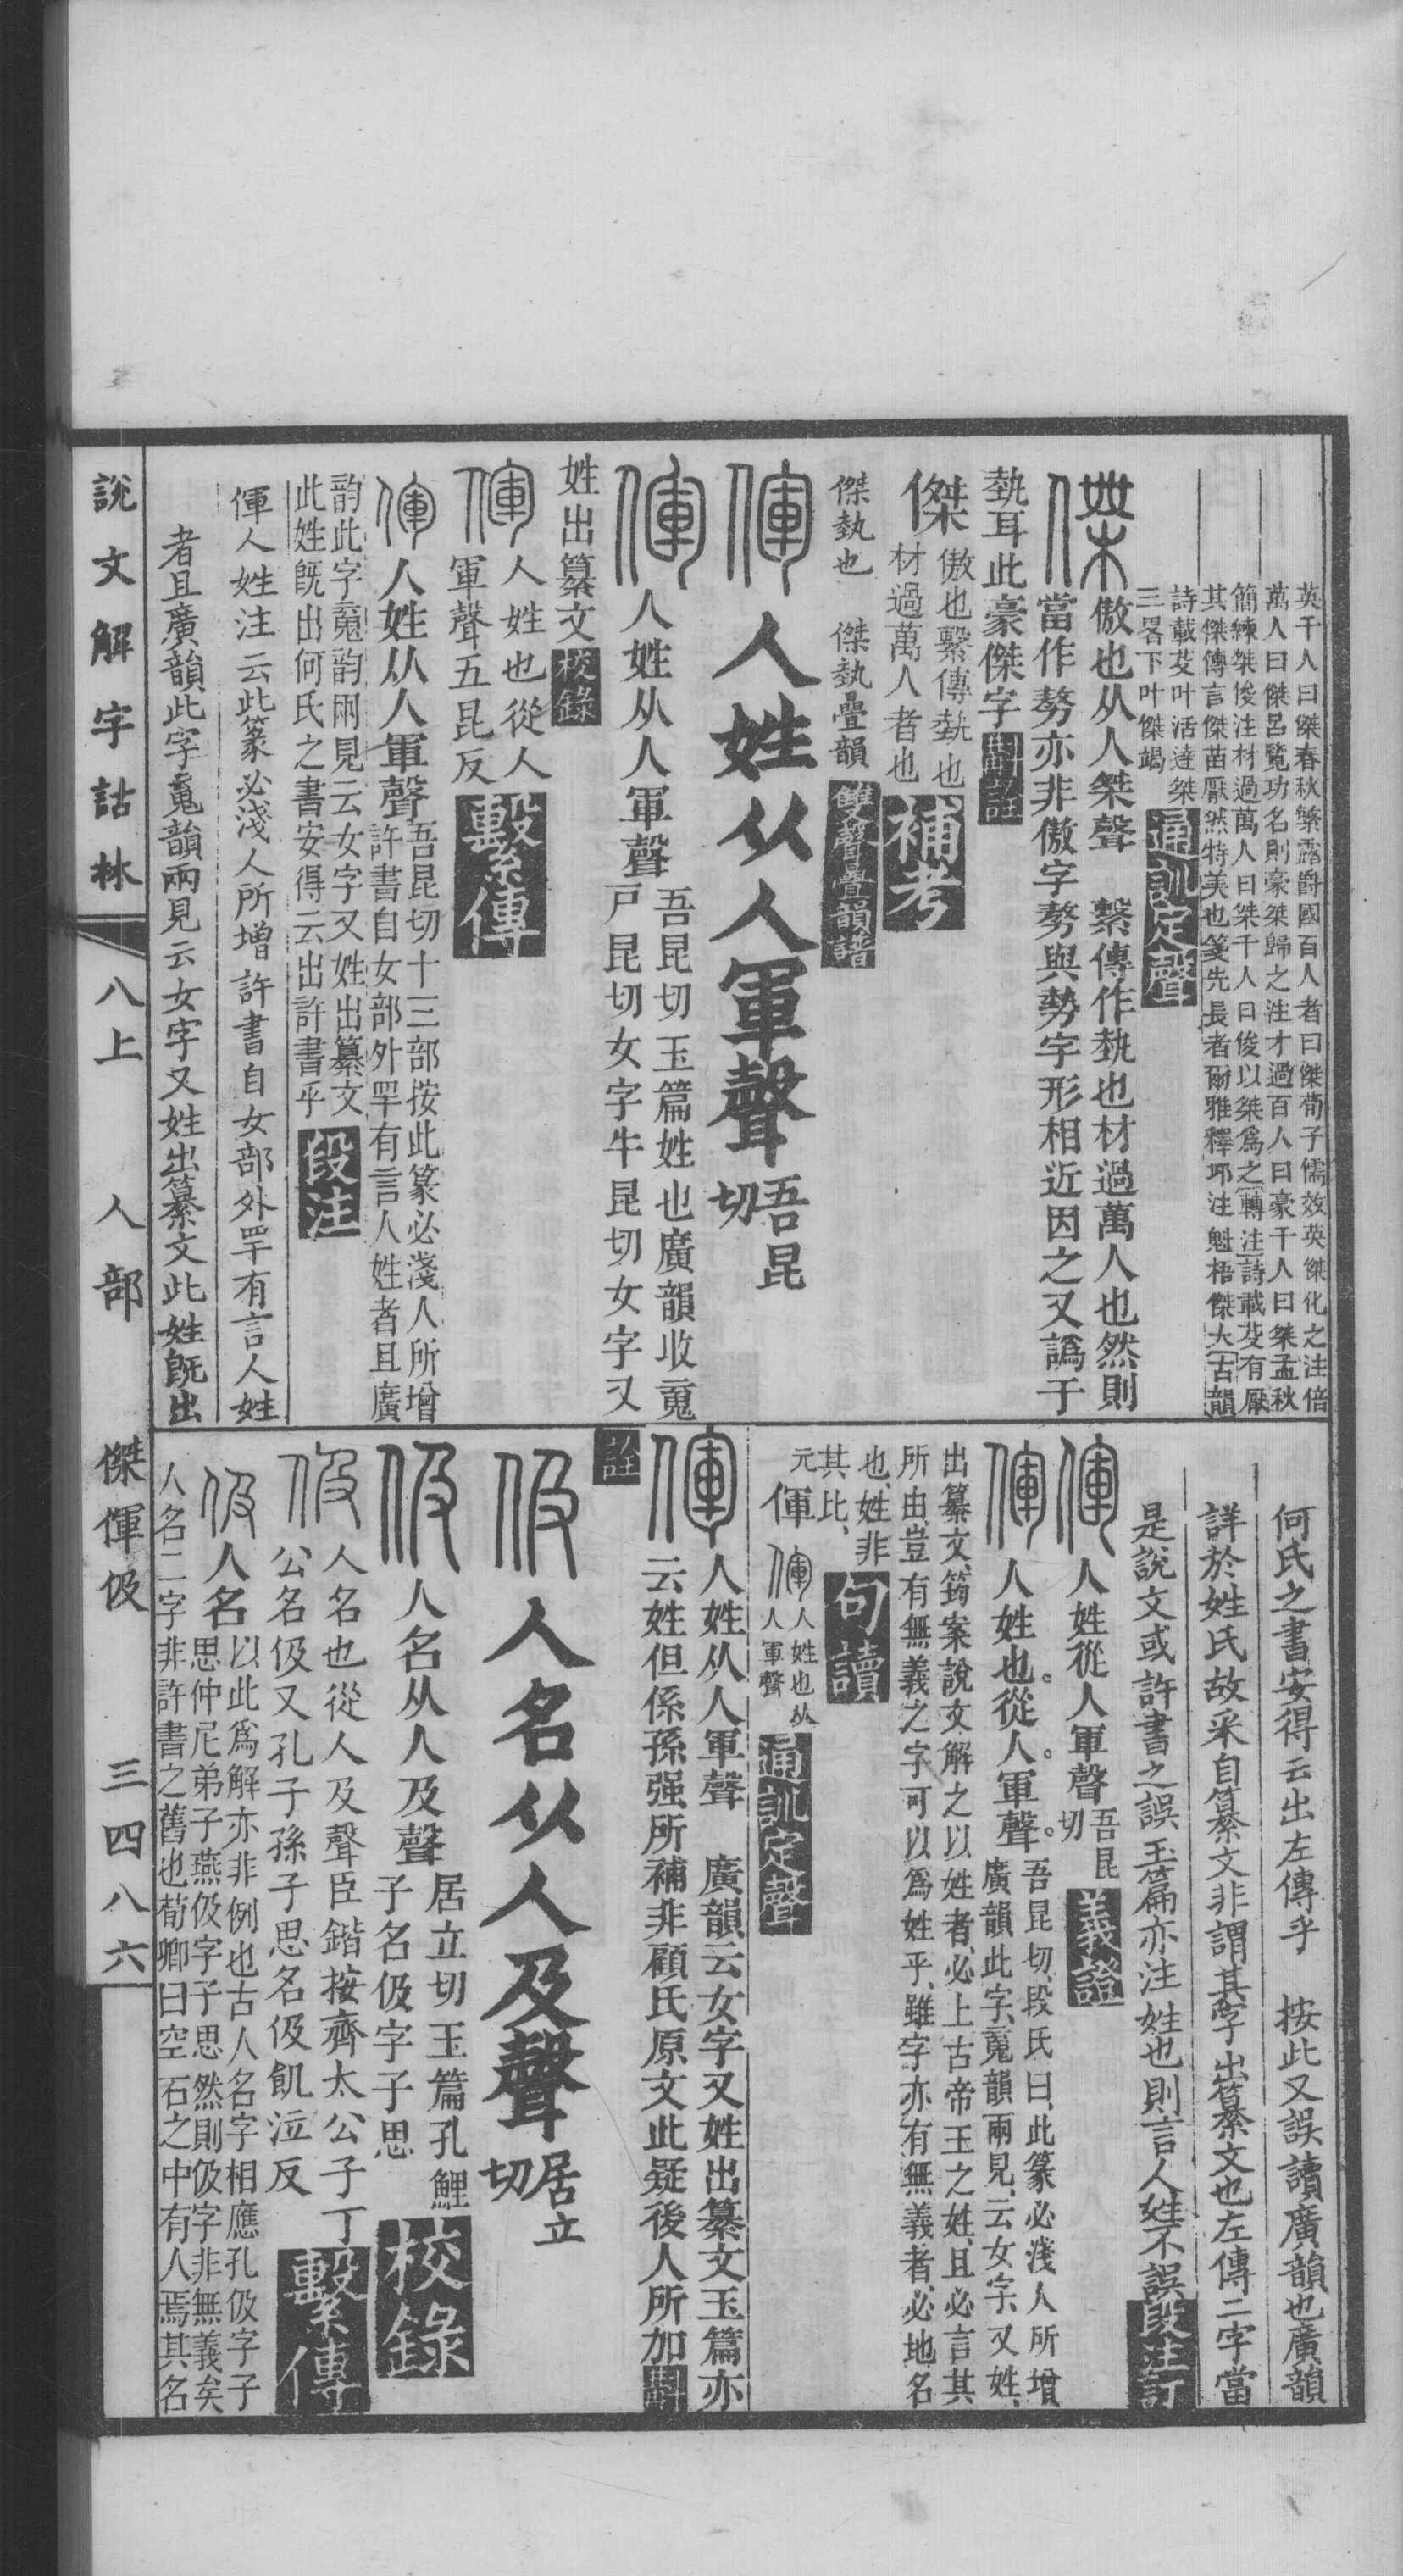 英千人曰傑春秋繁露爵國百人者曰傑荀子儒效英傑化之注倍
萬人曰傑呂覽功名則豪桀歸之注才過百人曰豪千人曰桀孟秋
簡練桀俊注材過萬人曰桀千人曰俊以桀爲之轉注詩載芟有厭
其傑傳言傑苗厭然特美也箋先長者爾雅釋邱注魁梧傑大古韻
詩載芟叶活達桀
三畧下叶傑竭
通訓定聲
傲也从人桀聲 繫傳作埶也材過萬人也然則
當作勢亦非傲字勢與勢字形相近因之又譌于
埶耳此豪傑字
斠詮
傑
傲也繫傳埶也
材過萬人者也
補考
傑埶也 傑埶疊韻
雙聲疊韻譜
人姓从人軍聲
吾昆
切
人姓从人軍聲
吾昆切玉篇姓也廣韻收䰟
戸昆切女字牛昆切女字又
姓出纂文
校錄
人姓也從人
軍聲五昆反
繫傳
人姓从人軍聲
吾昆切十三部按此篆必淺人所增
許書自女部外罕有言人姓者且廣
韵此字䰟韵兩見云女字又姓出纂文
此姓旣出何氏之書安得云出許書乎
段注
㑮人姓注云此篆必淺人所增許書自女部外罕有言人姓
者且廣韻此字䰟韻兩見云女字又姓出纂文此姓旣出
何氏之書安得云出左傳乎 按此又誤讀廣韻也廣韻
詳於姓氏故采自纂文非謂其字出纂文也左傳二字當
是說文或許書之誤玉篇亦注姓也則言人姓不誤
段注訂
人姓從人軍聲
吾昆
切
義證
人姓也從人軍聲
吾昆切、段氏曰、此篆必淺人所增
廣韻此字、䰟韻兩見、云女字、又姓、
出纂文、筠案說文解之以姓者、必上古帝王之姓、且必言其
所由、豈有無義之字可以爲姓乎、雖字亦有無義者、必地名
也、姓非
其比、
句讀
元
㑮
人姓也从
人軍聲
通訓定聲
人姓从人軍聲 廣韻云女字又姓出纂文玉篇亦
云姓但係孫强所補非顧氏原文此疑後人所加
斠
詮
人名从人及聲
居立
切
人名从人及聲
居立切玉篇孔鯉
子名伋字子思
校錄
人名也從人及聲臣鍇按齊太公子丁
公名伋又孔子孫子思名伋飢泣反
繫傳
人名
以此爲解亦非例也古人名字相應孔伋字子
思仲尼弟子燕伋字子思然則伋字非無義矣
人名二字非許書之舊也荀卿曰空石之中有人焉其名
說文解字詁林
八上 人部
傑㑮伋
三四八六